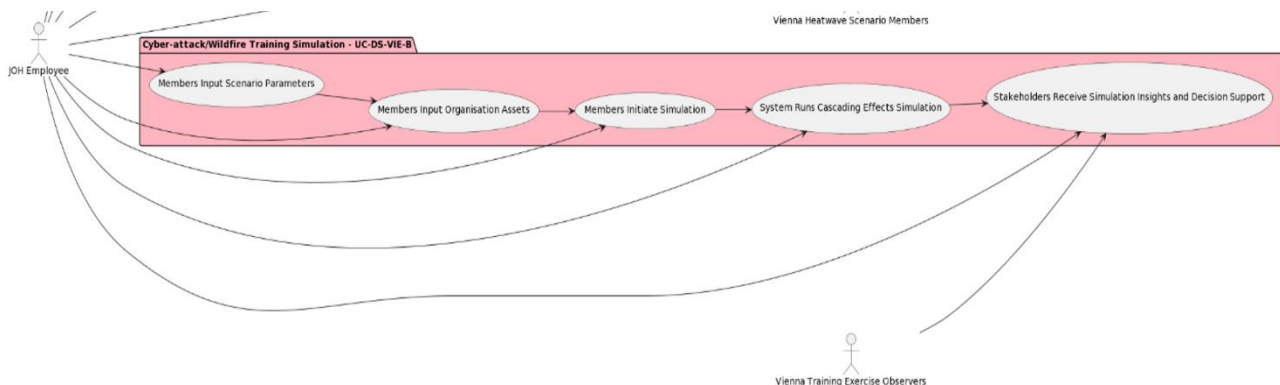 Vienna Heatwave Scenario Members
JOH Employee
Cyber-attack/Wildfire Training Simulation - UC-DS-VIE-B
Members Input Scenario Parameters
Members Input Organisation Assets
Members Initiate Simulation
System Runs Cascading Effects Simulation
Stakeholders Receive Simulation Insights and Decision Support
Vienna Training Exercise Observers